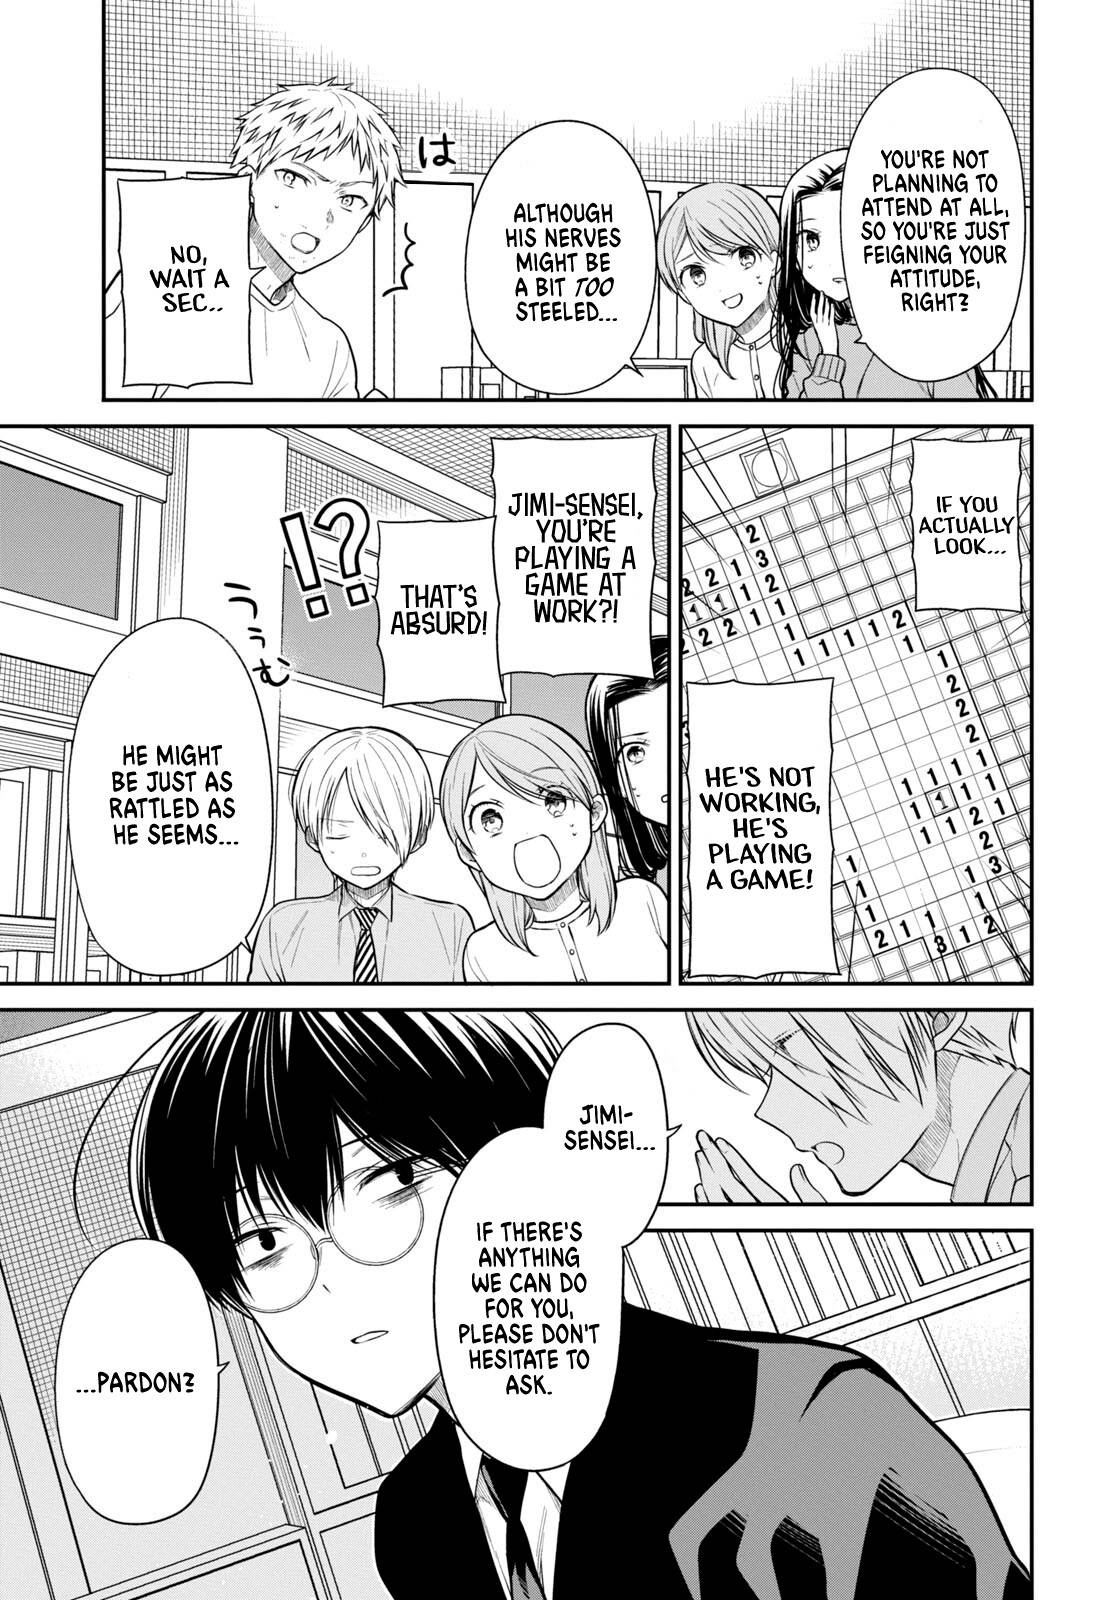 YOU'RE NOT
PLANNING TO
ATTEND AT ALL,
SO YOU'RE JUST
FEIGNING YOUR
ATTITUDE,
RIGHT?
ALTHOUGH
HIS NERVES
MIGHT BE
A BIT TOO
STEELED...
は
NO,
WAIT A
SEC..
IF YOU
ACTUALLY
LOOK...
HE'S NOT
WORKING,
HE'S
PLAYING
A GAME!
JIMI-SENSEI,
YOU'RE
PLAYING A
GAME AT
WORK?!
THAT'S
ABSURD!
!?
ううむ
HE MIGHT
BE JUST AS
RATTLED AS
HE SEEMS...
JIMI-
SENSEI...
IF THERE'S
ANYTHING
WE CAN DO
FOR YOU,
PLEASE DON'T
HESITATE TO
ASK.
...PARDON?